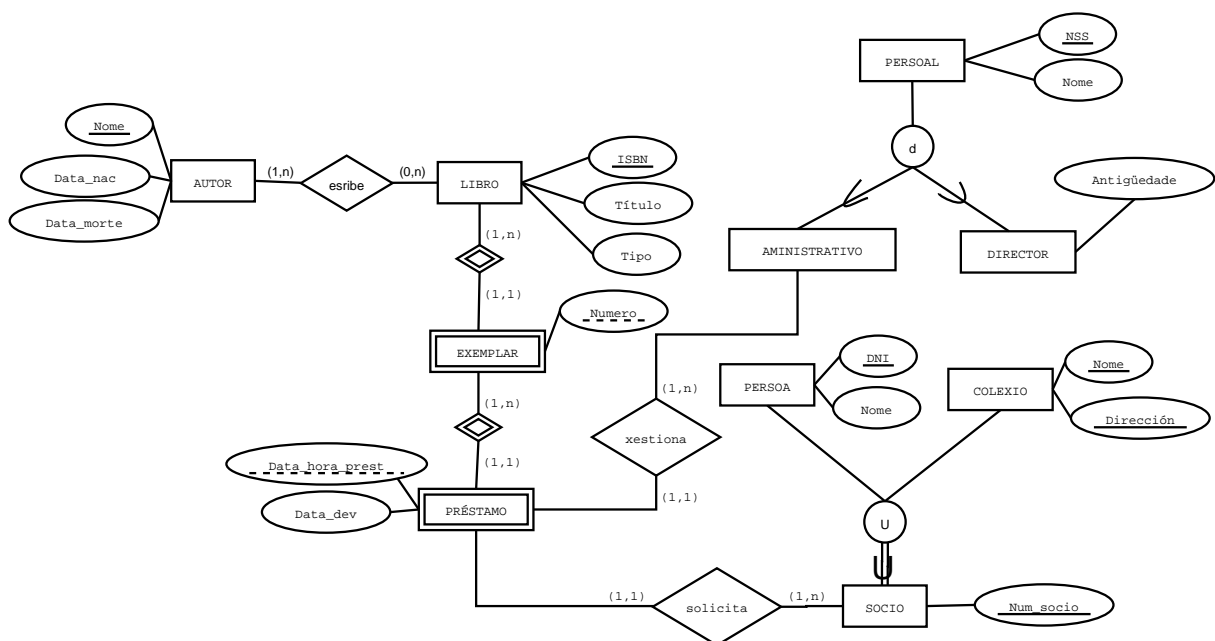 NSS
PERSOAL
Nome
Nome
d
ISBN
Data_nac
AUTOR
(1,n)
esribe
(0,n)
LIBRO
Antigüedade
Título
Data_morte
(1,n)
Tipo
AMINISTRATIVO
DIRECTOR
(1,1)
Numero
EXEMPLAR
DNI
Nome
(1,n)
PERSOA
COLEXIO
(1,n)
Nome
Dirección
xestiona
(1,1)
Data_hora_prest
(1,1)
Data_dev
PRÉSTAMO
U
U
(1,1)
solicita
(1,n)
SOCIO
Num_socio